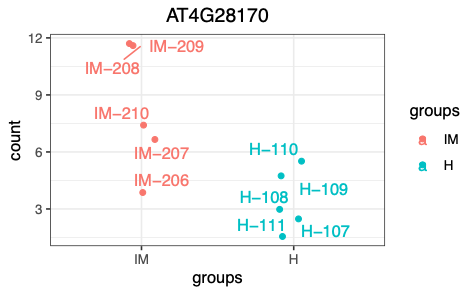 AT4G28170
12
9
6
3
count
IM−209
IM−208
IM−210
IM−207
IM−206
H−110
H−109
H−108
H−111
H−107
IM
H
groups
groups
a IM
a H